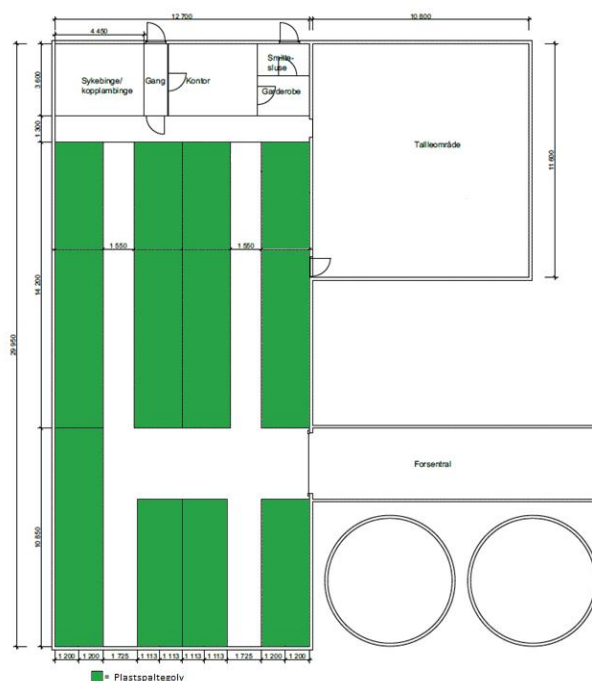 12 700
10 800
4 450
3 600
Sykebinge/
kopplambinge
Gang
Kontor
Smitte-
sluse
Garderobe
1 300
Tallleområde
11 600
1 550
1 550
14 200
29 950
Forsentral
10 850
1 200
1 200
1 725
1 113
1 113
1 113
1 113
1 725
1 200
1 200
= Plastspaltegolv